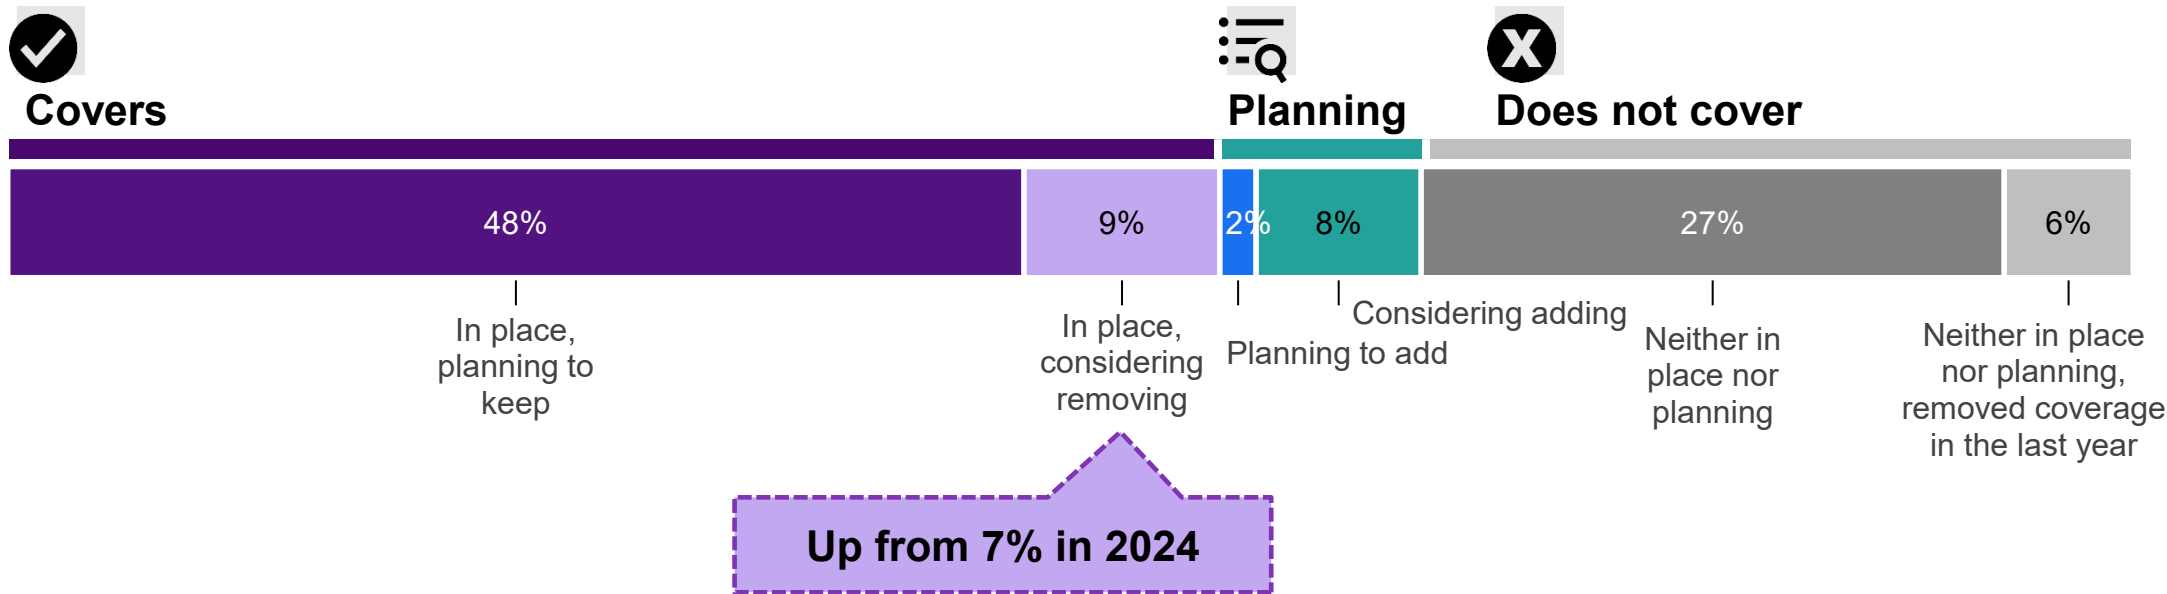 Covers
Planning
Does not cover
48%
9%
2%
8%
27%
6%
In place,
planning to
keep
In place,
considering
removing
Planning to add
Considering adding
Neither in
place nor
planning
Neither in place
nor planning,
removed coverage
in the last year
Up from 7% in 2024